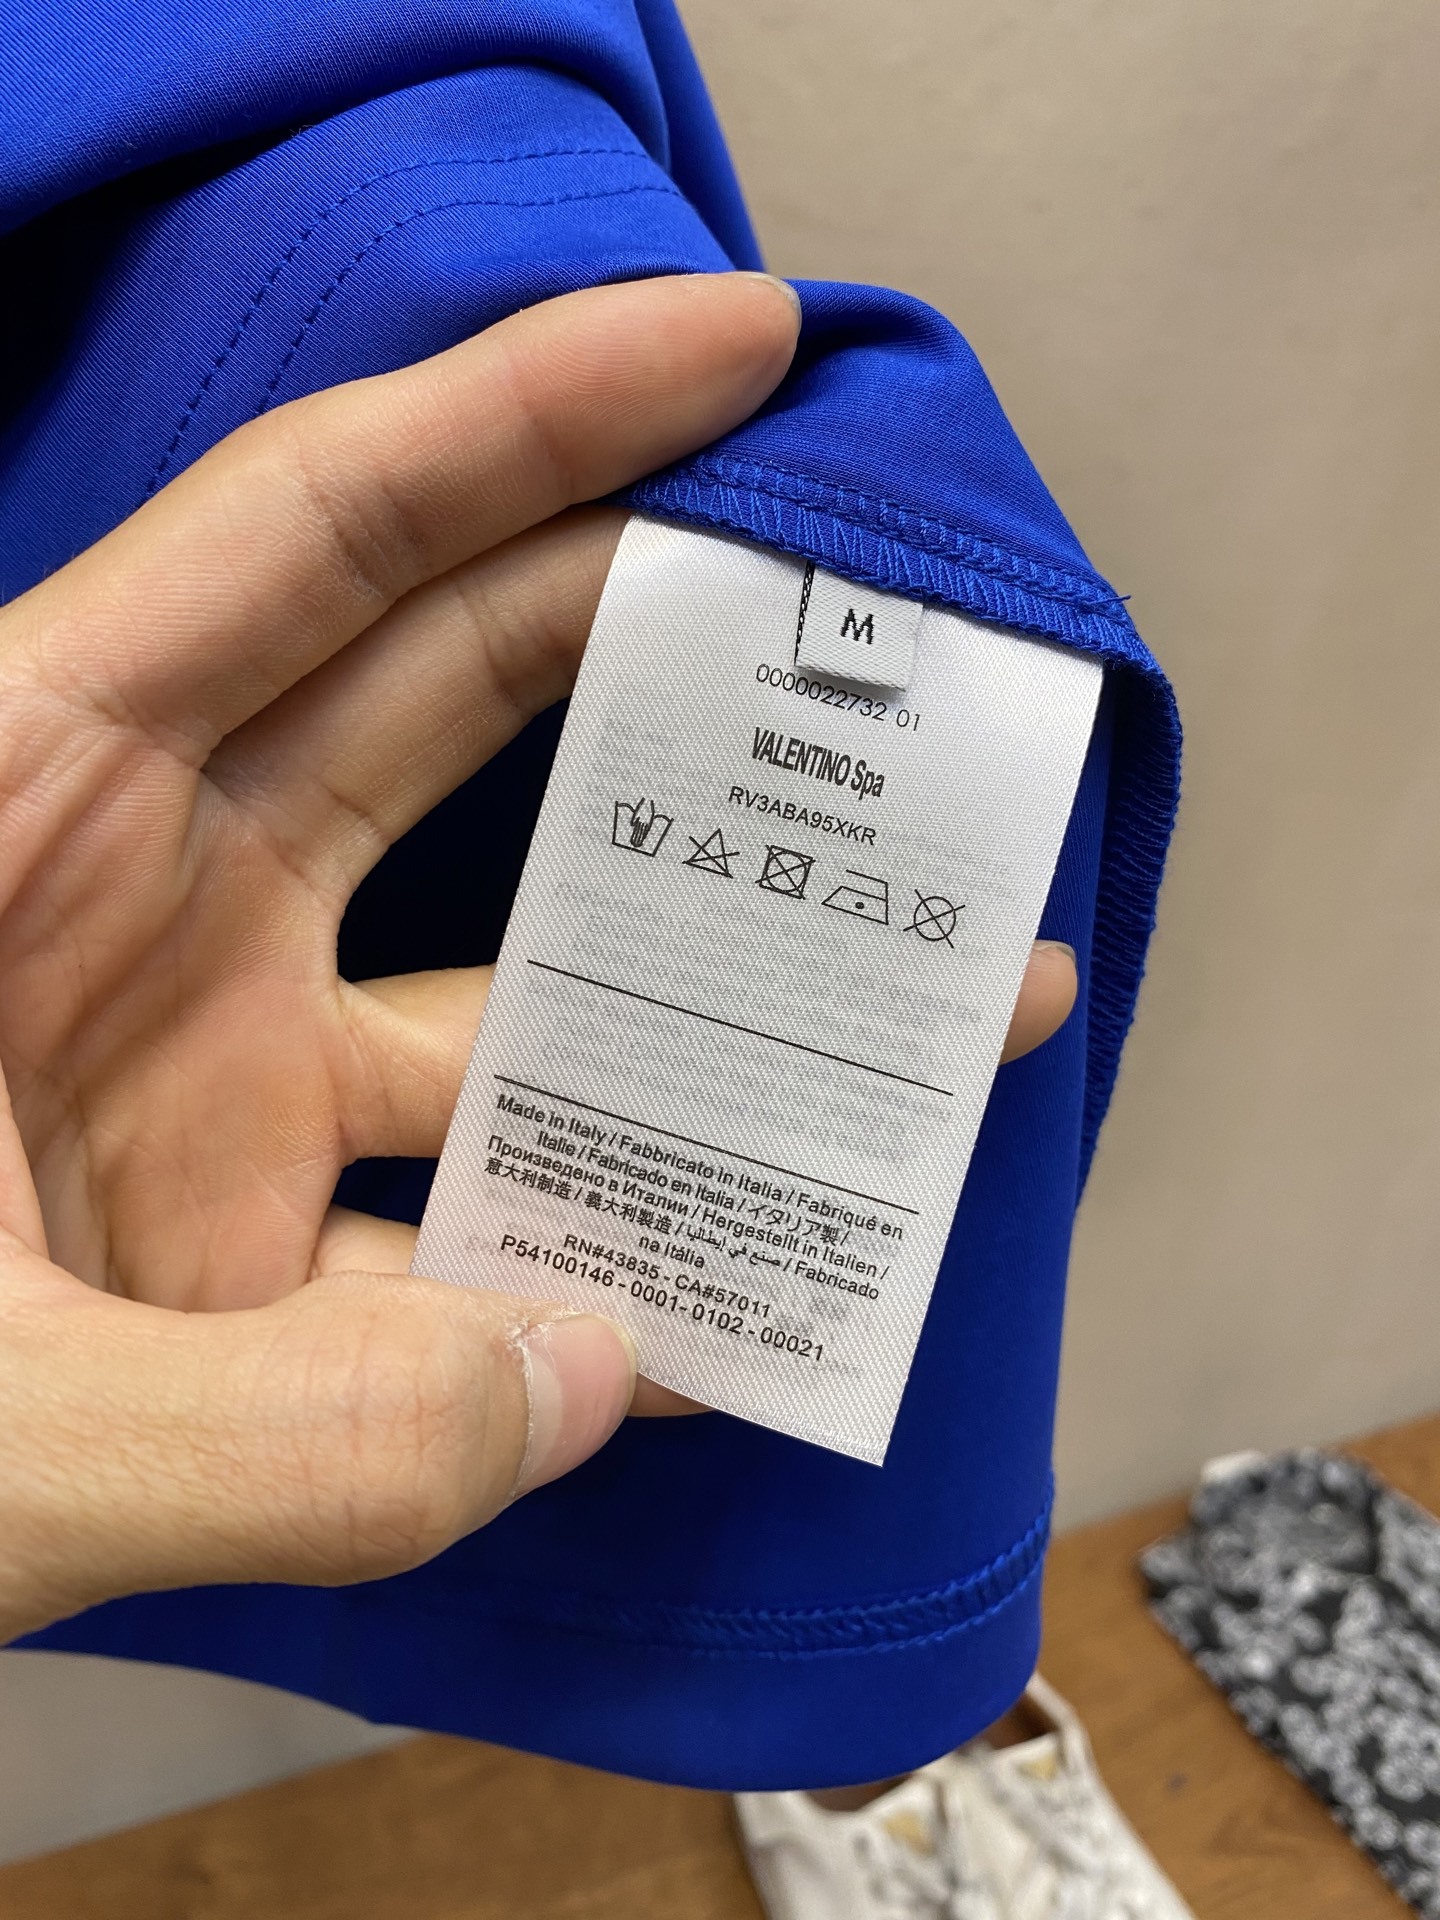 M
0000022732 01
VALENTINO Spa
RV3ABA95XKR
Made in Italy / Fabbricato in Italia / Fabriqué en
Italie / Fabricado en Italia / イタリア製 /
Произведено в Италии / Hergestellt in Italien /
意大利制造 / 義大利製造 / صنع في إيطاليا / Fabricado
na Itália
RN#43835 - CA#57011
P54100146 - 0001- 0102 - 00021